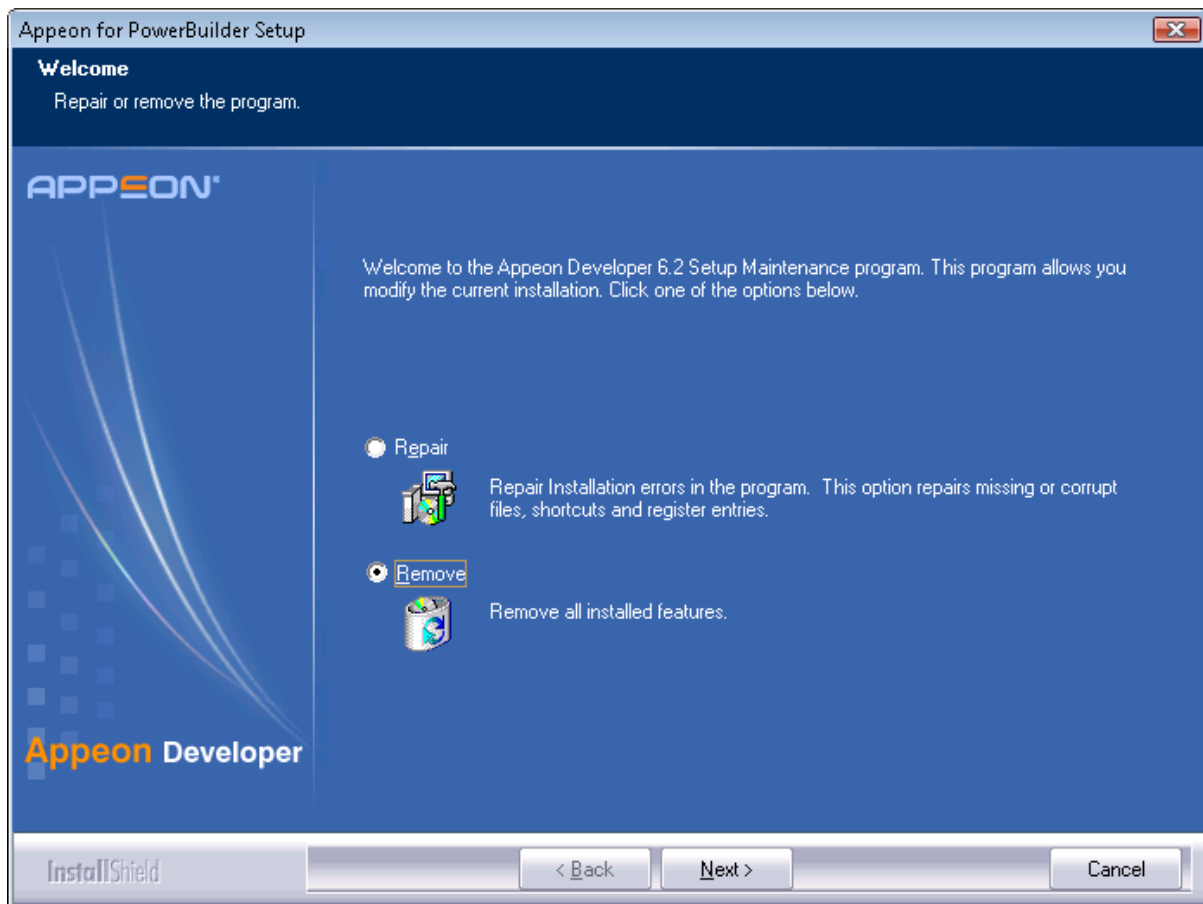 Appeon for PowerBuilder Setup
Welcome
Repair or remove the program.
APPEON®
Welcome to the Appeon Developer 6.2 Setup Maintenance program. This program allows you
modify the current installation. Click one of the options below.
Repair
Repair Installation errors in the program. This option repairs missing or corrupt
files, shortcuts and register entries.
Remove
Remove all installed features.
Appeon Developer
InstallShield
< Back
Next >
Cancel